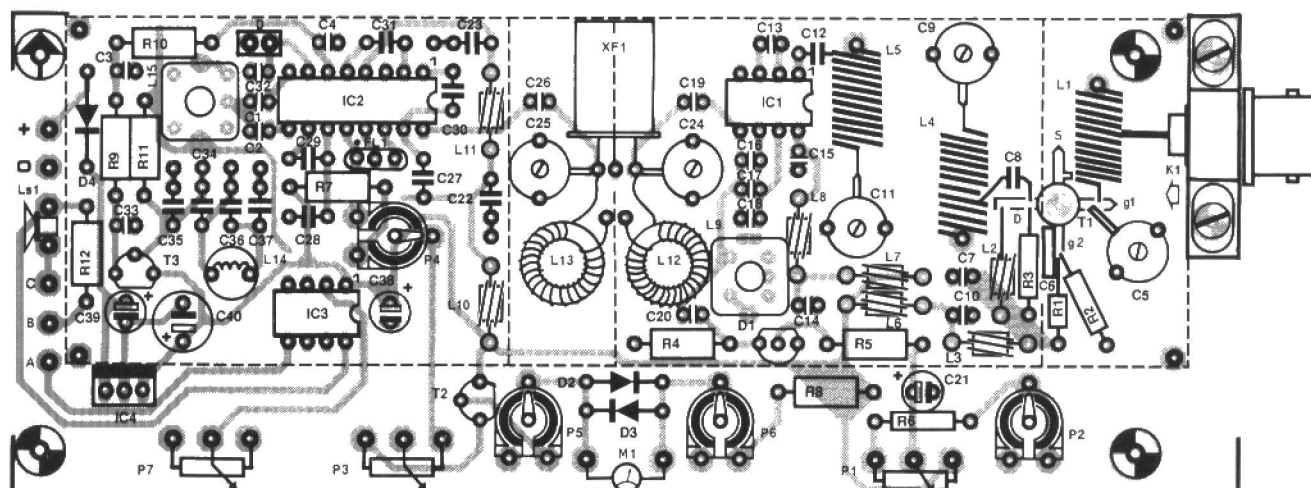 R10
D
C4
C31
C23
XF1
C13
C12
L5
C9
C3
L15
C32
IC2
1
C26
C19
IC1
1
L1
C1
C30
C25
C24
L4
R9
R11
C2
C29
FL1
L11
C16
C15
C8
S
K1
D4
C34
R7
C27
C17
D
T1
g1
Ls1
C33
C22
C18
L8
C11
g2
R12
C35
C36
C37
C28
P4
L13
L12
L9
L7
L2
R3
C6
C5
T3
L14
C7
C
C38
C10
R1
R2
C39
C40
IC3
1
L10
C20
D1
C14
L6
B
R4
R5
L3
A
IC4
T2
D2
R8
C21
D3
P5
P6
R6
P2
P7
P3
M1
P1